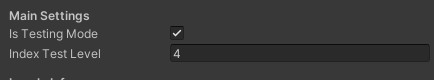 Main Settings
Is Testing Mode
Index Test Level 4